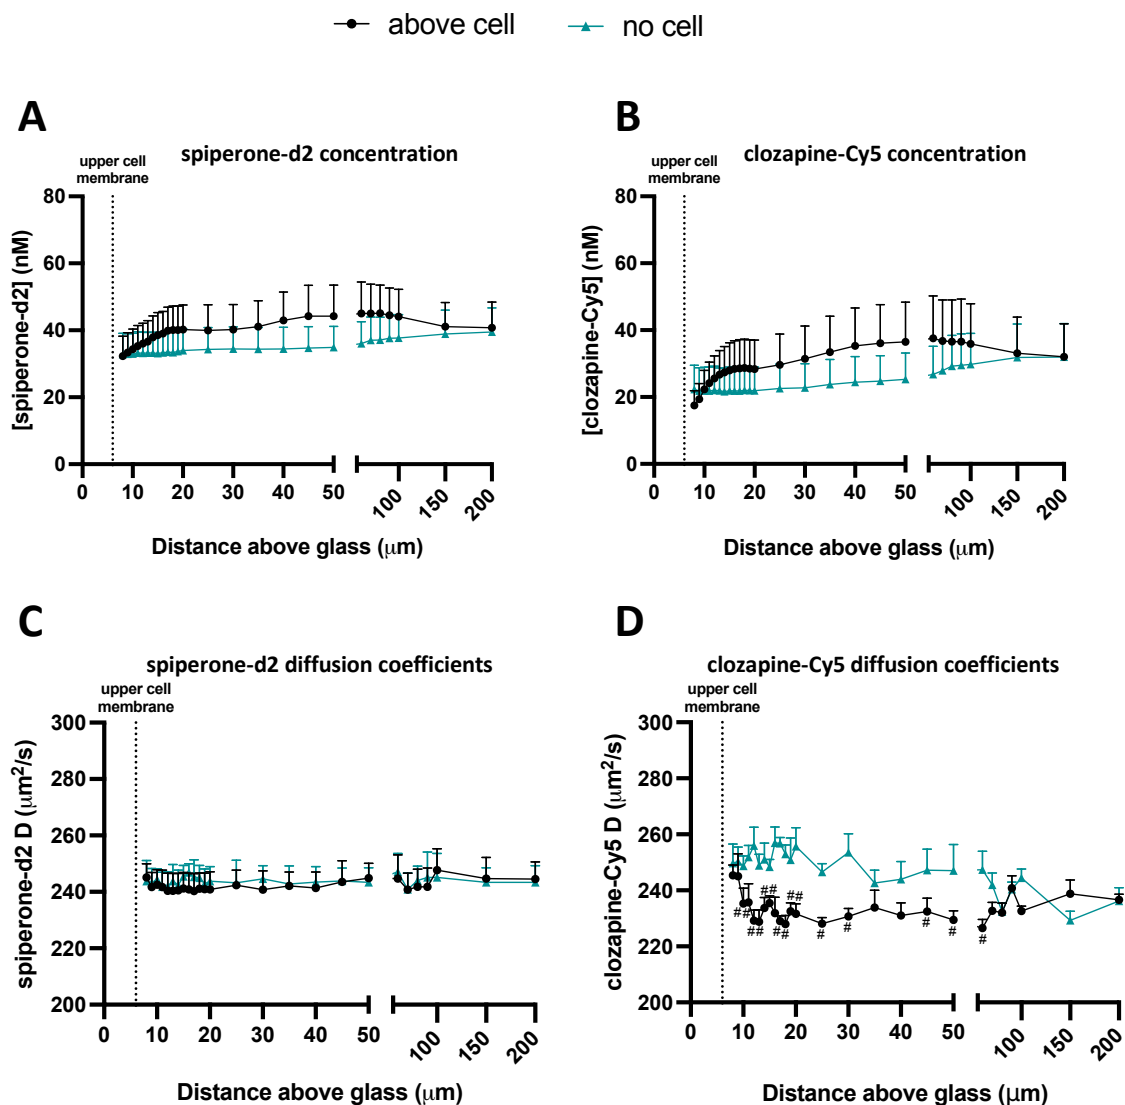 above cell no cell
A
spiperone-d2 concentration
upper cell
membrane
[spiperone-d2] (nM)
80
60
40
20
0
0 10 20 30 40 50 100 150 200
Distance above glass (μm)
B
clozapine-Cy5 concentration
upper cell
membrane
[clozapine-Cy5] (nM)
80
60
40
20
0
0 10 20 30 40 50 100 150 200
Distance above glass (μm)
C
spiperone-d2 diffusion coefficients
upper cell
membrane
spiperone-d2 D (μm²/s)
300
280
260
240
220
200
0 10 20 30 40 50 100 150 200
Distance above glass (μm)
D
clozapine-Cy5 diffusion coefficients
upper cell
membrane
clozapine-Cy5 D (μm²/s)
300
280
260
240
220
200
## ## ## ## ## ## # # # # #
0 10 20 30 40 50 100 150 200
Distance above glass (μm)